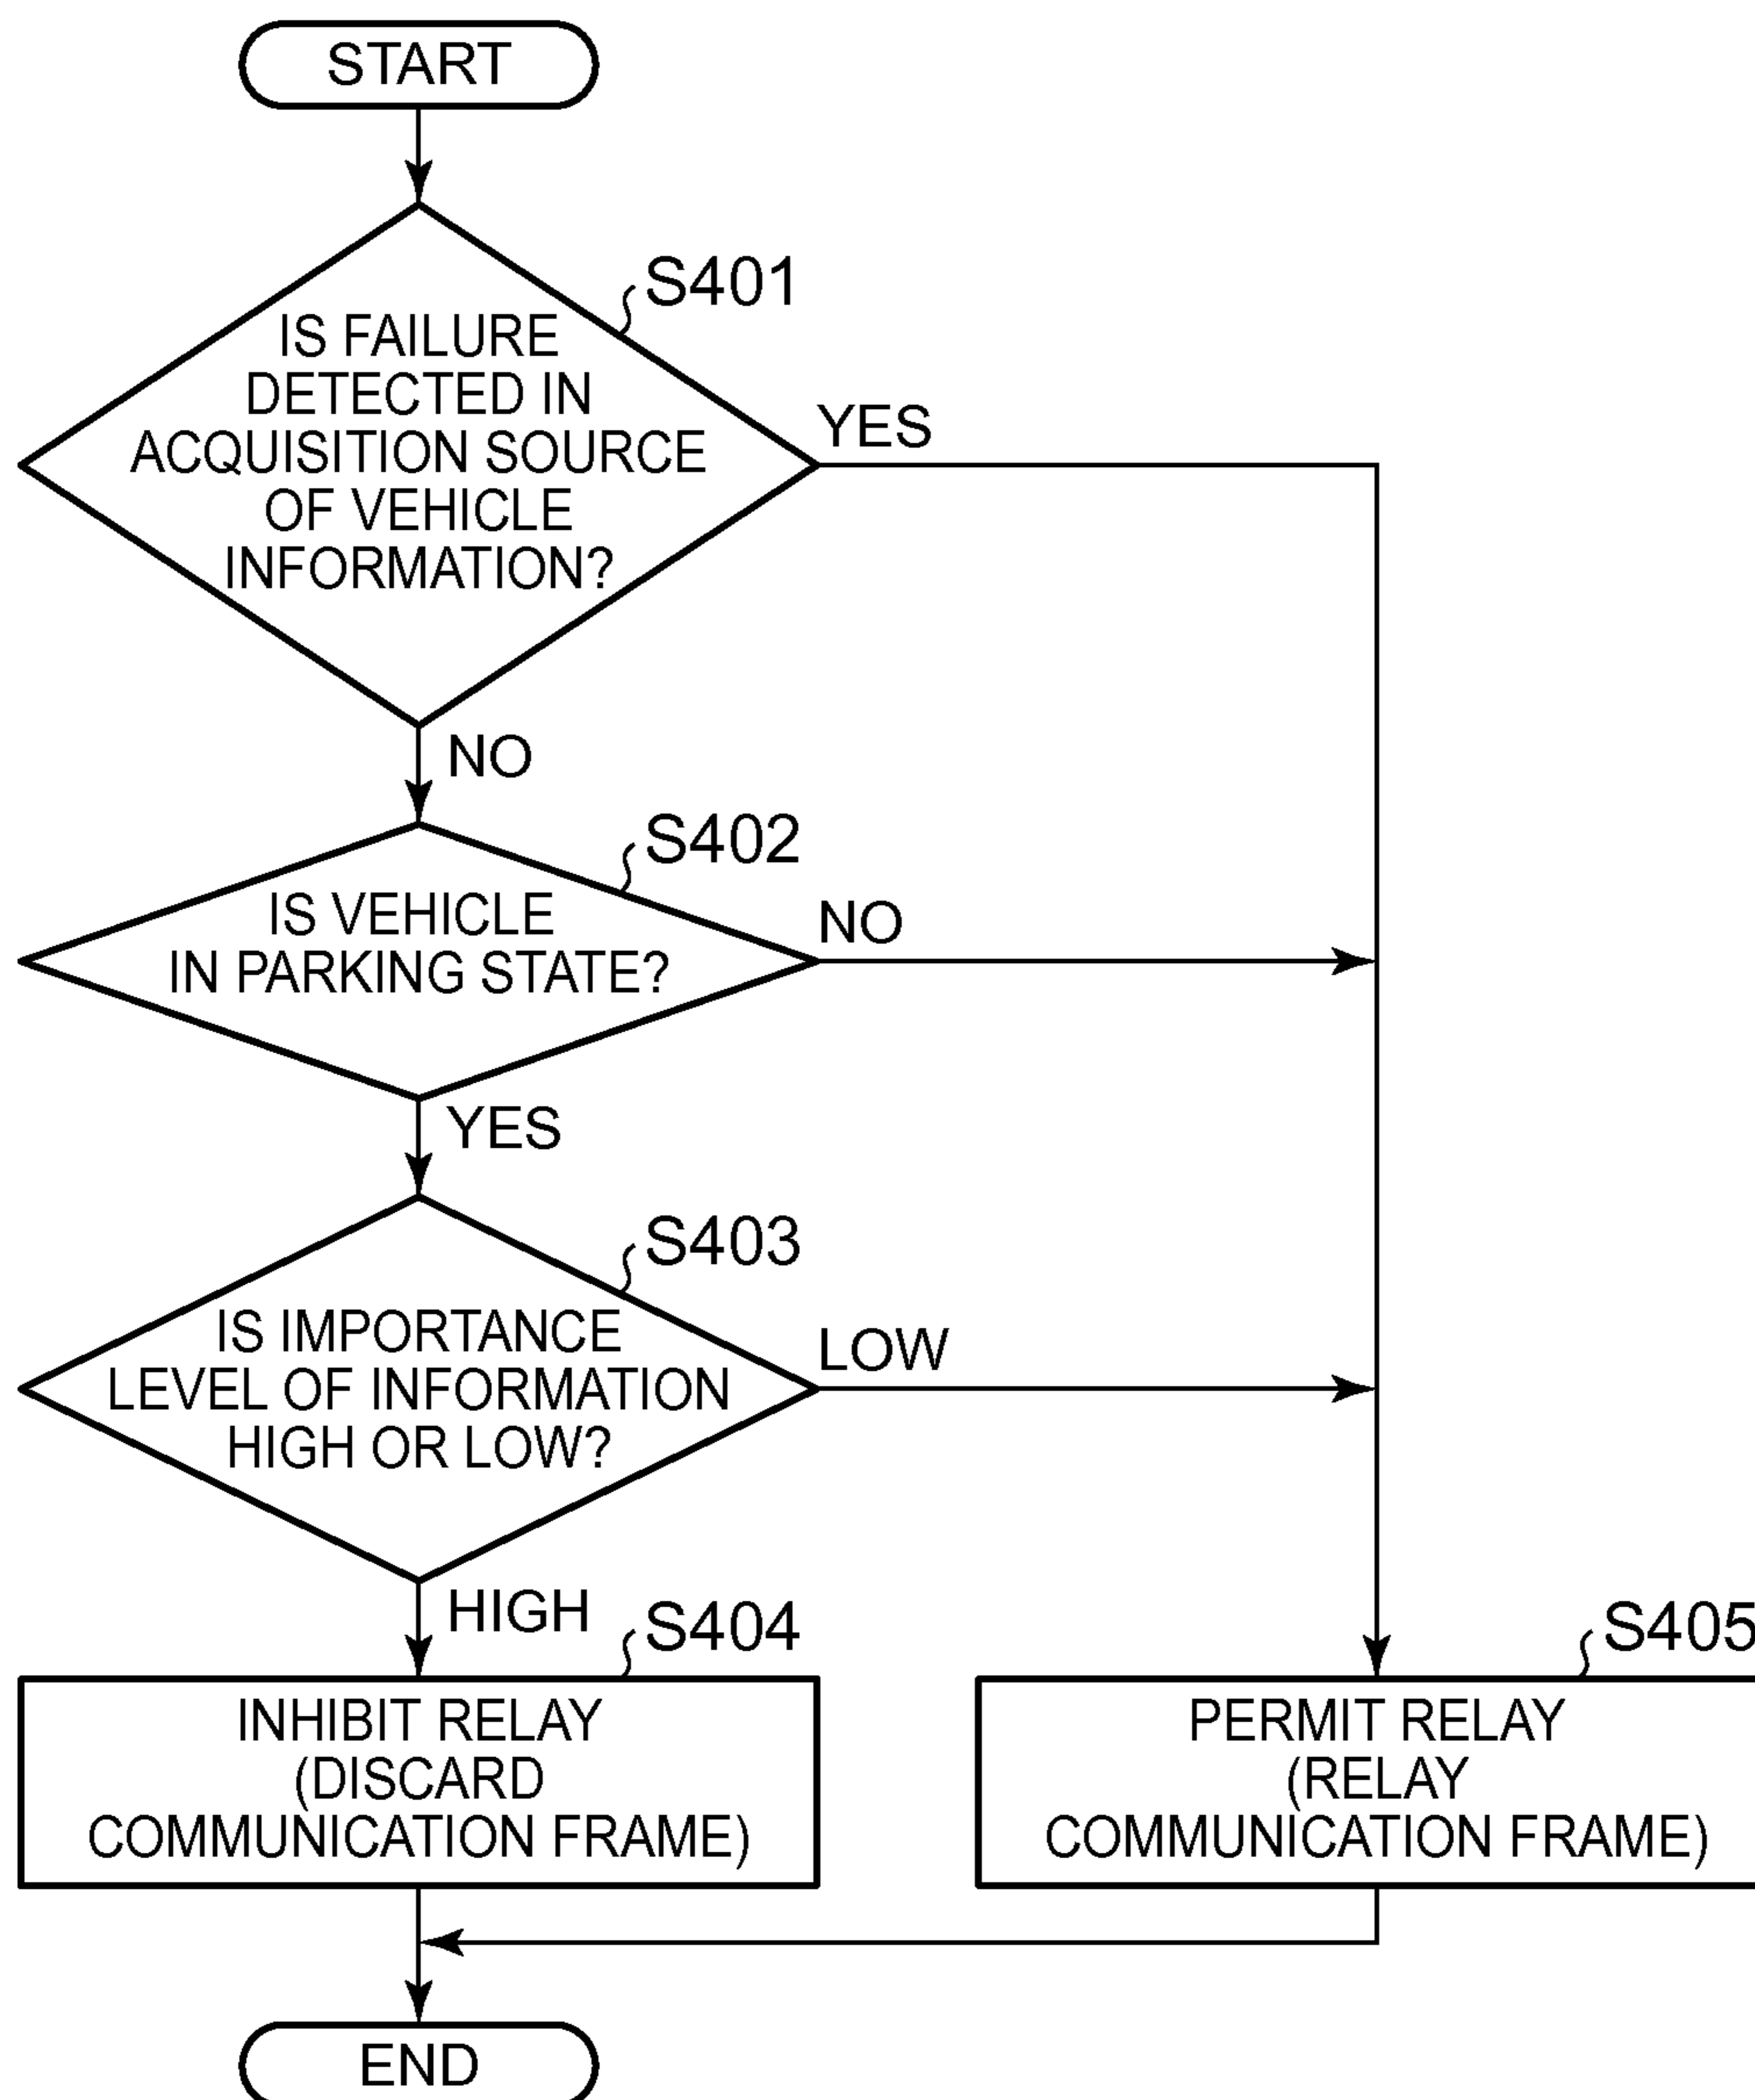 START
S401
IS FAILURE
DETECTED IN
ACQUISITION SOURCE
OF VEHICLE
INFORMATION?
YES
NO
S402
IS VEHICLE
IN PARKING STATE?
NO
YES
S403
IS IMPORTANCE
LEVEL OF INFORMATION
HIGH OR LOW?
LOW
HIGH
S404
INHIBIT RELAY
(DISCARD
COMMUNICATION FRAME)
S405
PERMIT RELAY
(RELAY
COMMUNICATION FRAME)
END